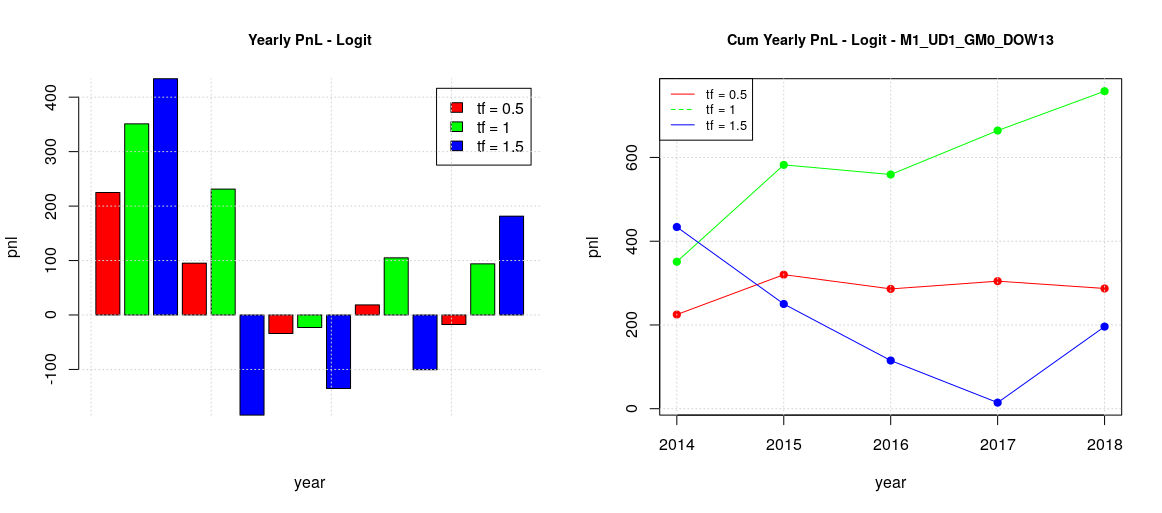 Yearly PnL - Logit
400
300
200
100
0
-100
pnl
year
tf = 0.5
tf = 1
tf = 1.5
Cum Yearly PnL - Logit - M1_UD1_GM0_DOW13
tf = 0.5
tf = 1
tf = 1.5
600
400
200
0
pnl
2014 2015 2016 2017 2018
year